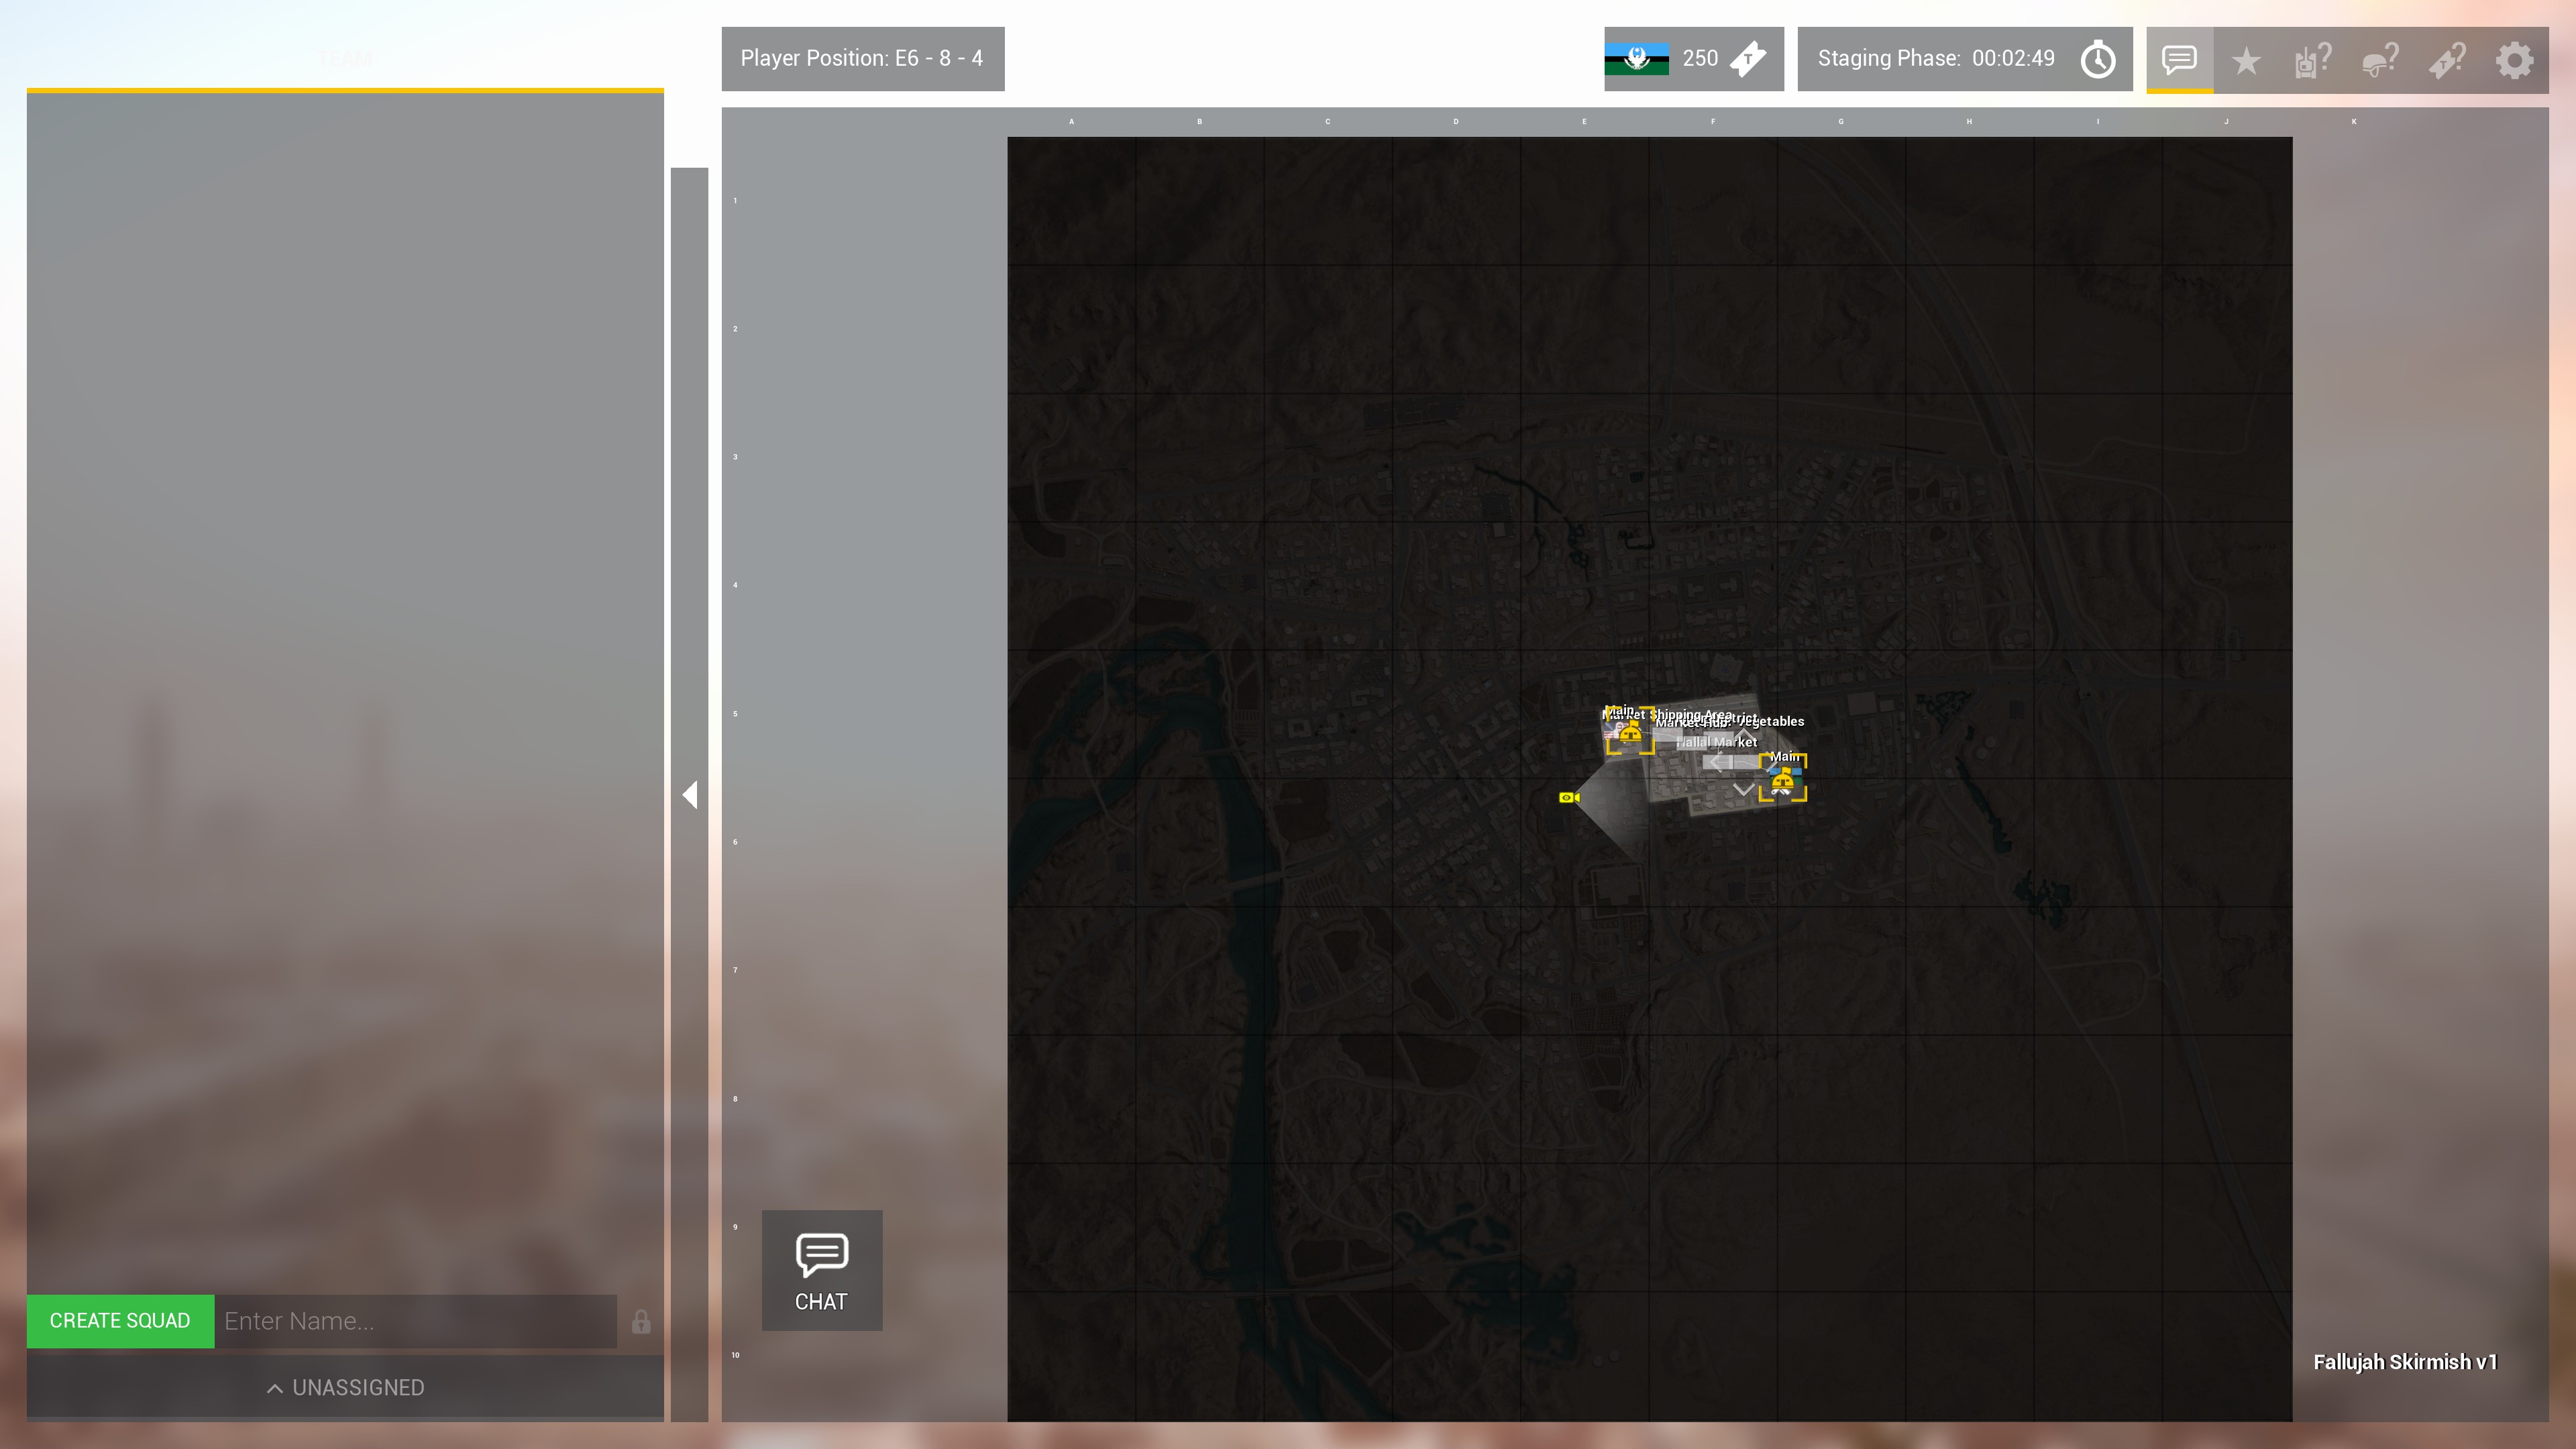 TEAM
Player Position: E6 - 8 - 4
250
T
Staging Phase: 00:02:49
A B C D E F G H I J K
1
2
3
4
5
6
7
8
9
10
Main
Market Shipping Area
Market Hub:
Vegetables
Market
Main
CHAT
CREATE SQUAD
Enter Name...
UNASSIGNED
Fallujah Skirmish v1